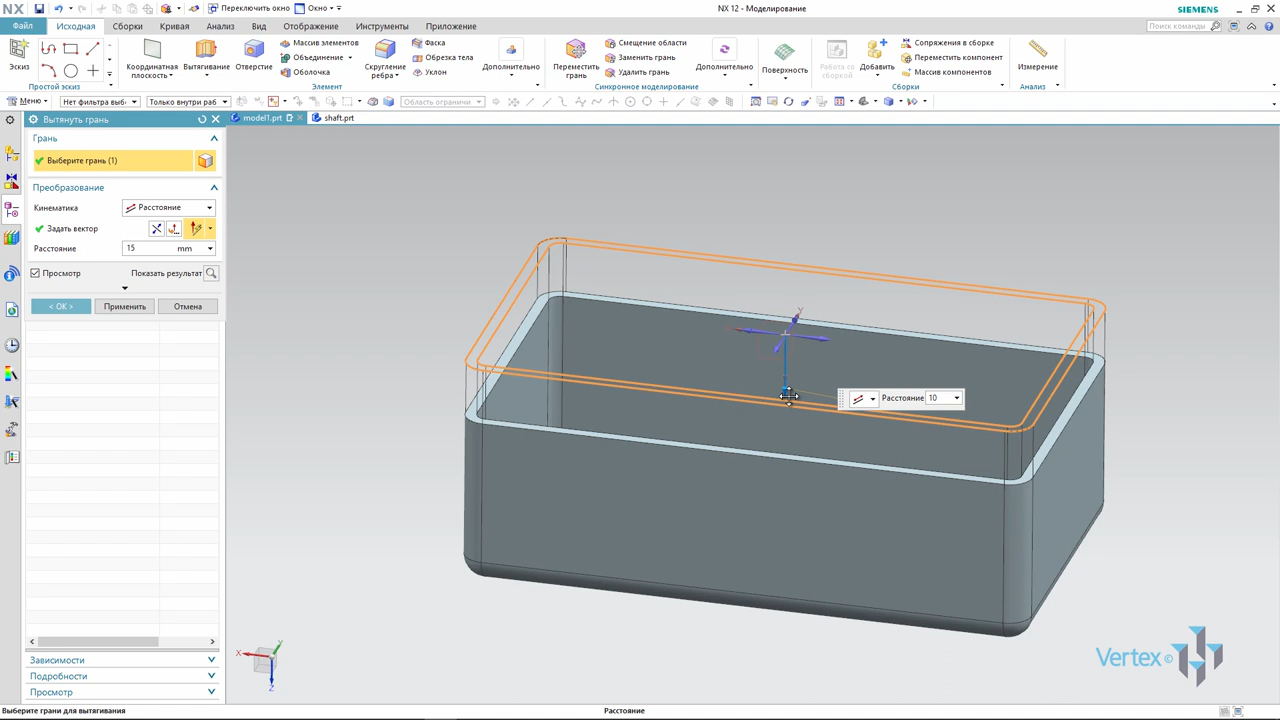 NX
Переключить окно
Окно
NX 12 - Моделирование
SIEMENS
Файл
Исходная
Сборки
Кривая
Анализ
Вид
Отображение
Инструменты
Приложение
Поиск команды
Эскиз
Координатная плоскость
Вытягивание
Отверстие
Массив элементов
Объединение
Оболочка
Скругление ребра
Фаска
Обрезка тела
Уклон
Дополнительно
Переместить грань
Смещение области
Заменить грань
Удалить грань
Дополнительно
Поверхность
Работа со сборкой
Добавить
Сопряжения в сборке
Переместить компонент
Массив компонентов
Измерение
Простой эскиз
Элемент
Синхронное моделирование
Сборки
Анализ
Меню
Нет фильтра выб
Только внутри раб
Область ограничи
Вытянуть грань
model1.prt
shaft.prt
Грань
Выберите грань (1)
Преобразование
Кинематика
Расстояние
Задать вектор
Расстояние
15
mm
Просмотр
Показать результат
< OK >
Применить
Отмена
Y
Расстояние 10
X
Y
Z
Vertex ©
Зависимости
Подробности
Просмотр
Выберите грани для вытягивания
Расстояние